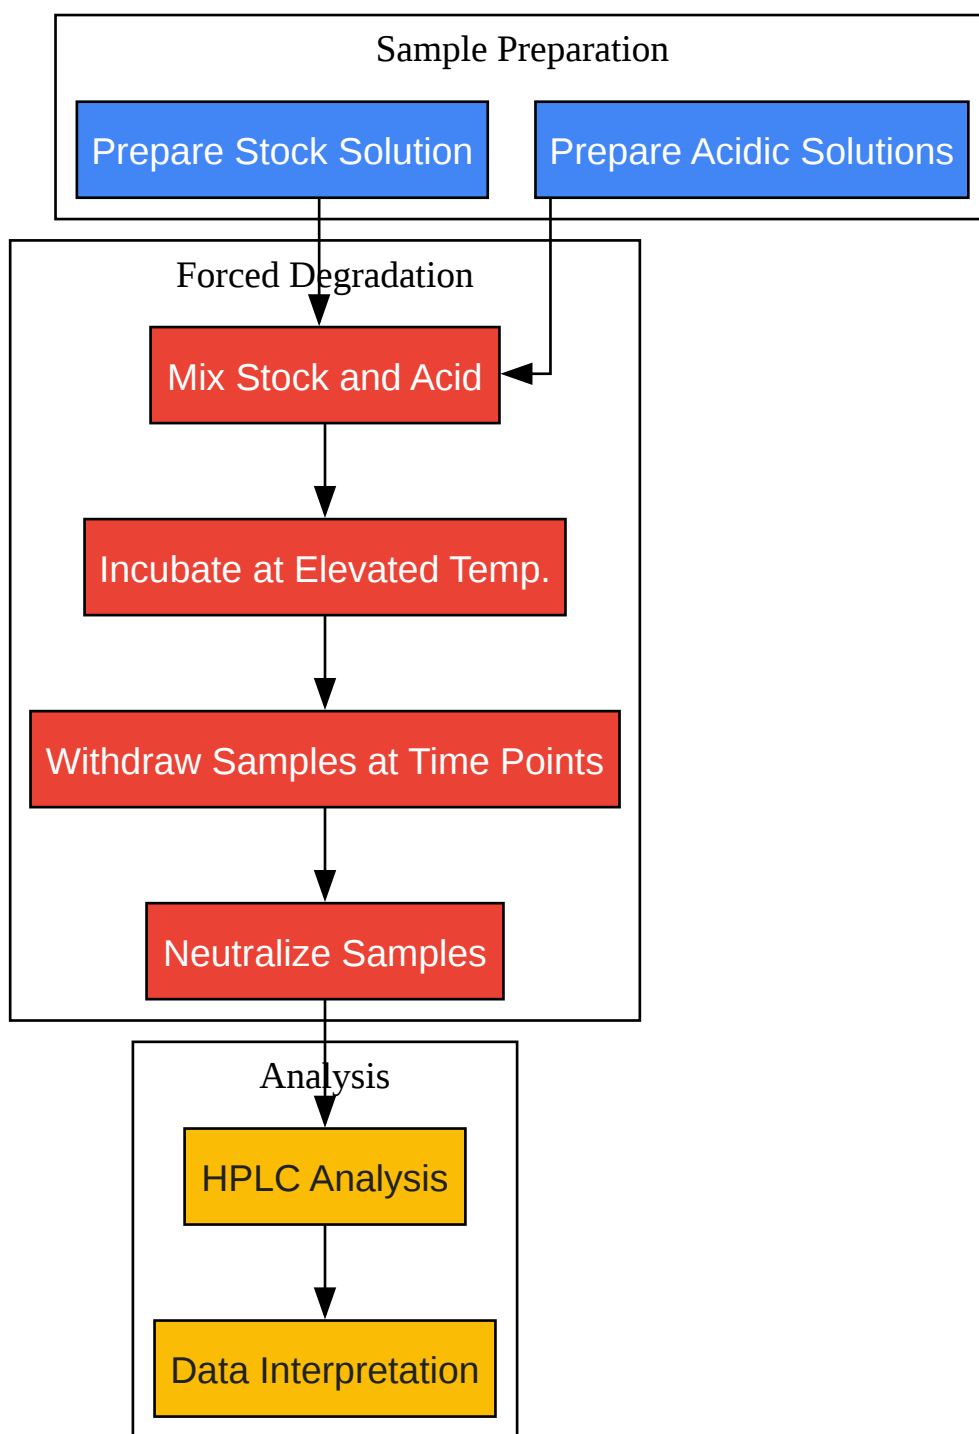 Sample Preparation
Prepare Stock Solution
Prepare Acidic Solutions
Forced Degradation
Mix Stock and Acid
Incubate at Elevated Temp.
Withdraw Samples at Time Points
Neutralize Samples
Analysis
HPLC Analysis
Data Interpretation